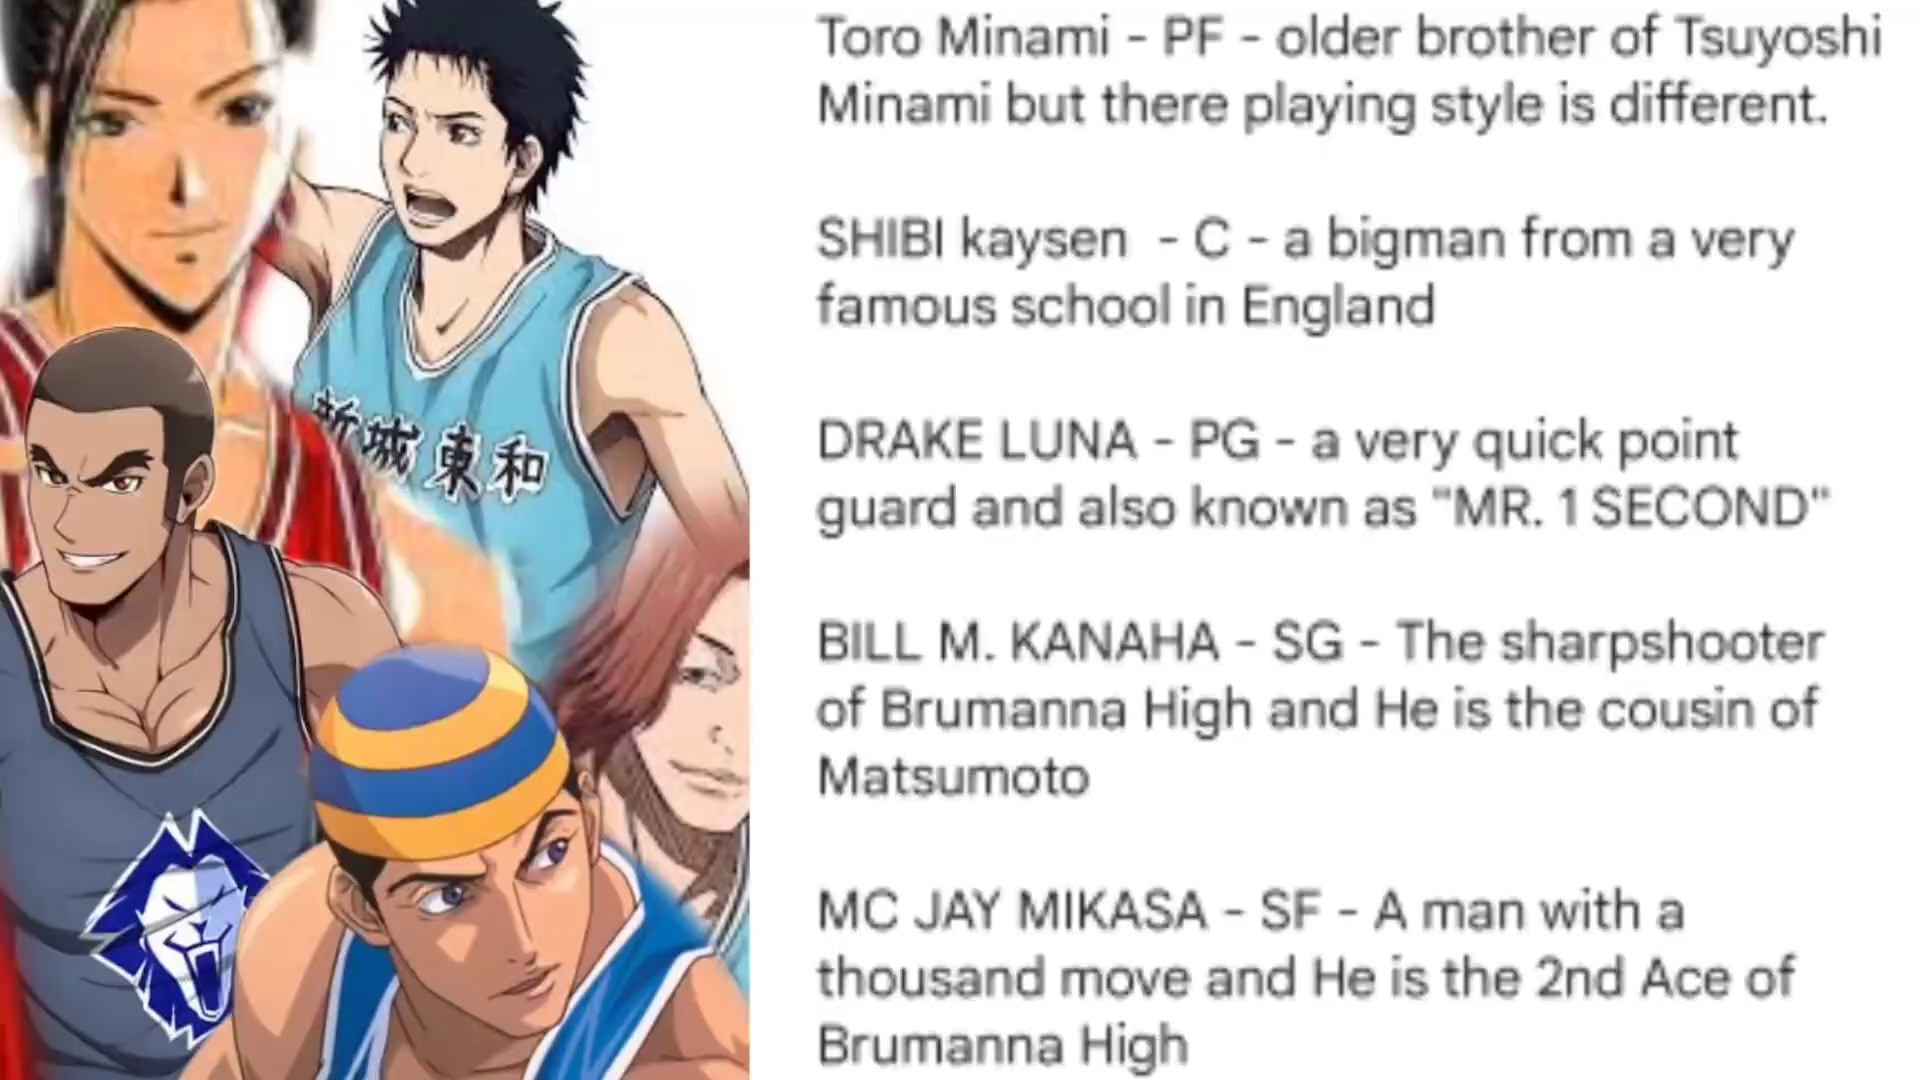 Toro Minami - PF - older brother of Tsuyoshi
Minami but there playing style is different.
SHIBI kaysen - C - a bigman from a very
famous school in England
DRAKE LUNA - PG - a very quick point
guard and also known as "MR. 1 SECOND"
BILL M. KANAHA - SG - The sharpshooter
of Brumanna High and He is the cousin of
Matsumoto
MC JAY MIKASA - SF - A man with a
thousand move and He is the 2nd Ace of
Brumanna High
新城東和